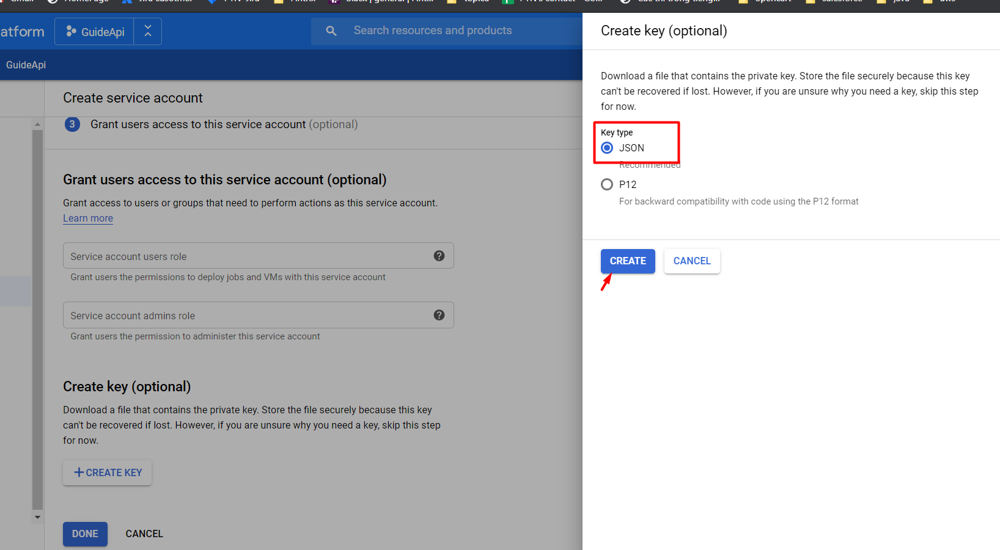 atform
GuideApi
Search resources and products
GuideApi
Create service account
3 Grant users access to this service account (optional)
Grant users access to this service account (optional)
Grant access to users or groups that need to perform actions as this service account.
Learn more
Service account users role
Grant users the permissions to deploy jobs and VMs with this service account
Service account admins role
Grant users the permission to administer this service account
Create key (optional)
Download a file that contains the private key. Store the file securely because this key
can't be recovered if lost. However, if you are unsure why you need a key, skip this step
for now.
CREATE KEY
DONE
CANCEL
Create key (optional)
Download a file that contains the private key. Store the file securely because this key
can't be recovered if lost. However, if you are unsure why you need a key, skip this step
for now.
Key type
JSON
Recommended
P12
For backward compatibility with code using the P12 format
CREATE
CANCEL